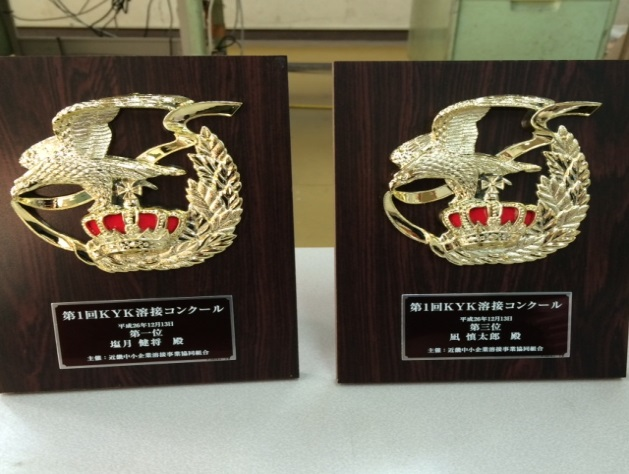 第1回KYK溶接コンクール
平成26年12月13日
第一位
塩月 健将 殿
主催：近畿中小企業溶接事業協同組合
第1回KYK溶接コンクール
平成26年12月13日
第三位
凪 慎太郎 殿
主催：近畿中小企業溶接事業協同組合